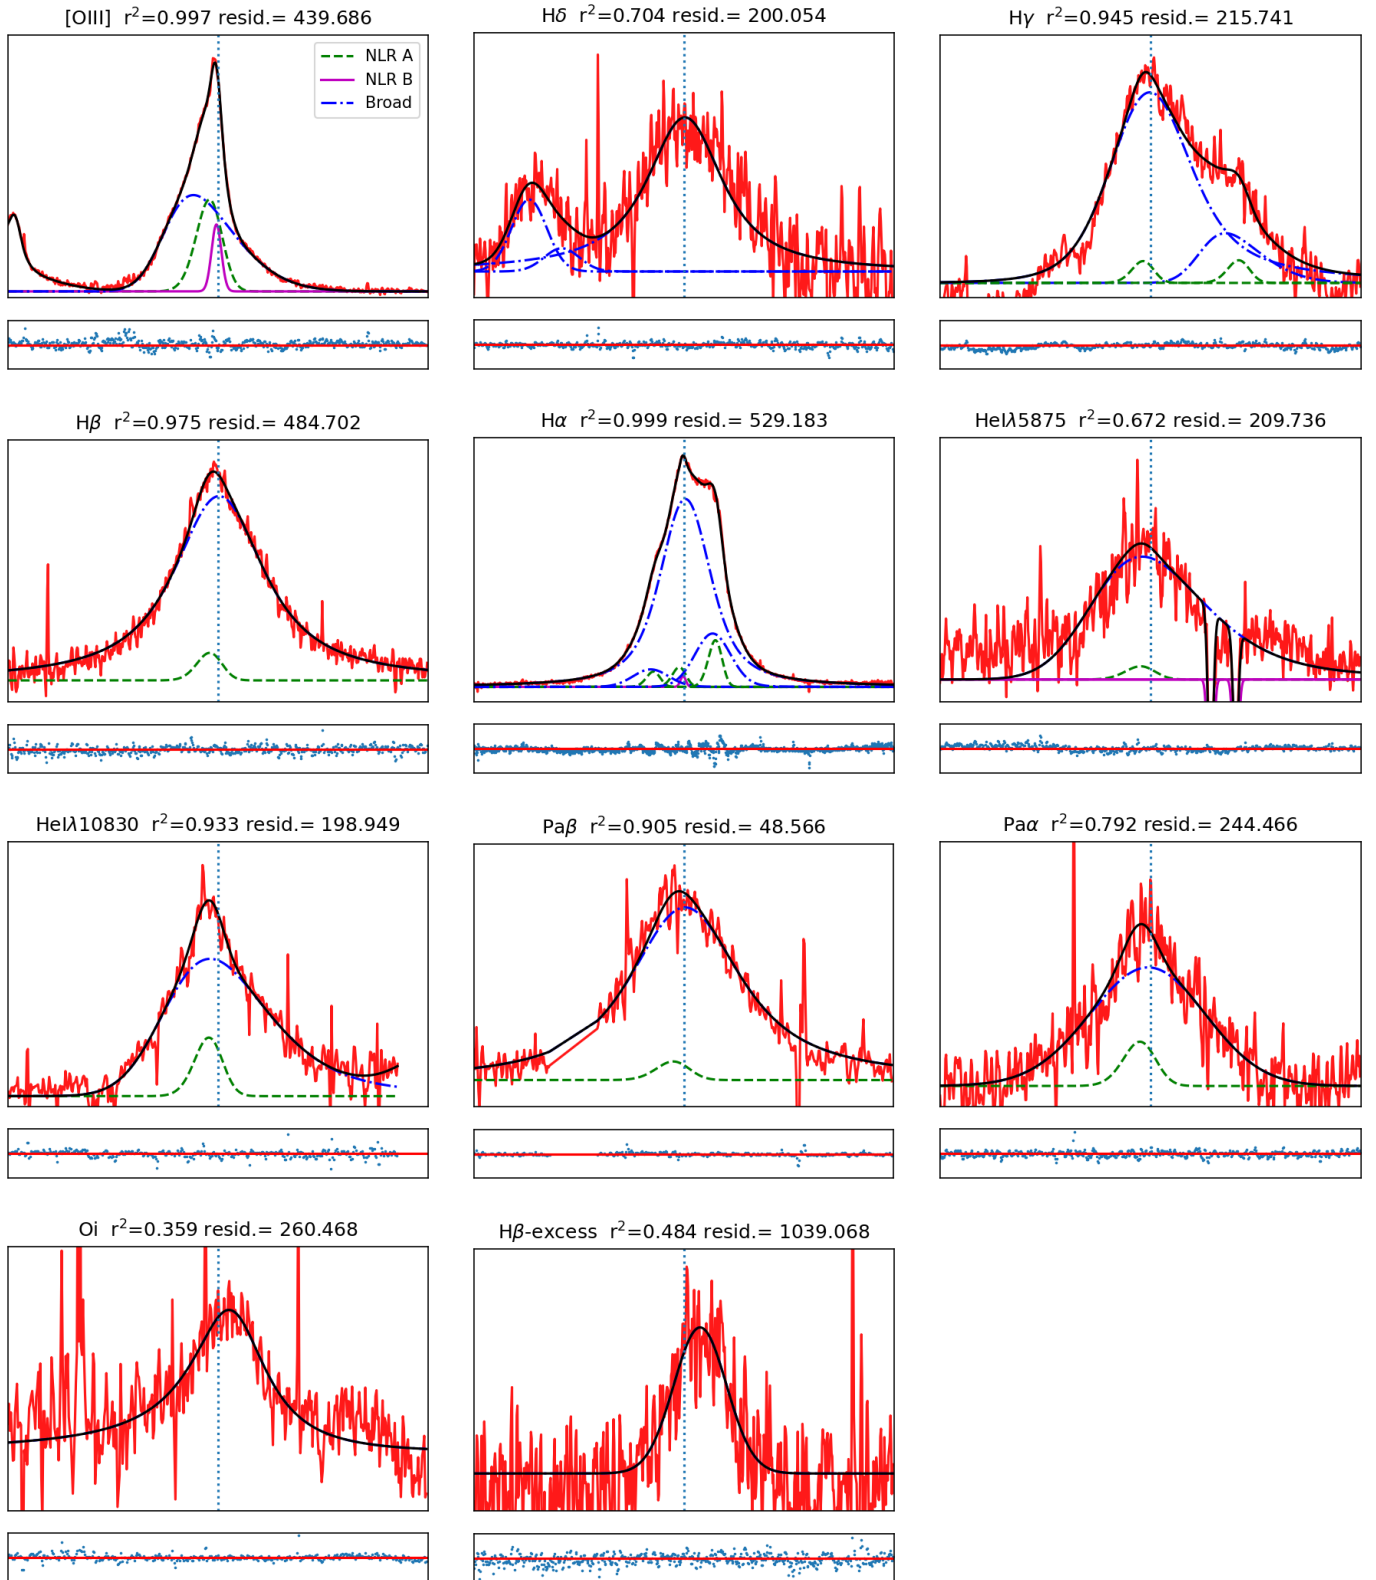 [OIII] r²=0.997 resid.= 439.686
NLR A
NLR B
Broad
Hδ r²=0.704 resid.= 200.054
Hγ r²=0.945 resid.= 215.741
Hβ r²=0.975 resid.= 484.702
Hα r²=0.999 resid.= 529.183
HeIλ5875 r²=0.672 resid.= 209.736
HeIλ10830 r²=0.933 resid.= 198.949
Paβ r²=0.905 resid.= 48.566
Paα r²=0.792 resid.= 244.466
Oi r²=0.359 resid.= 260.468
Hβ-excess r²=0.484 resid.= 1039.068